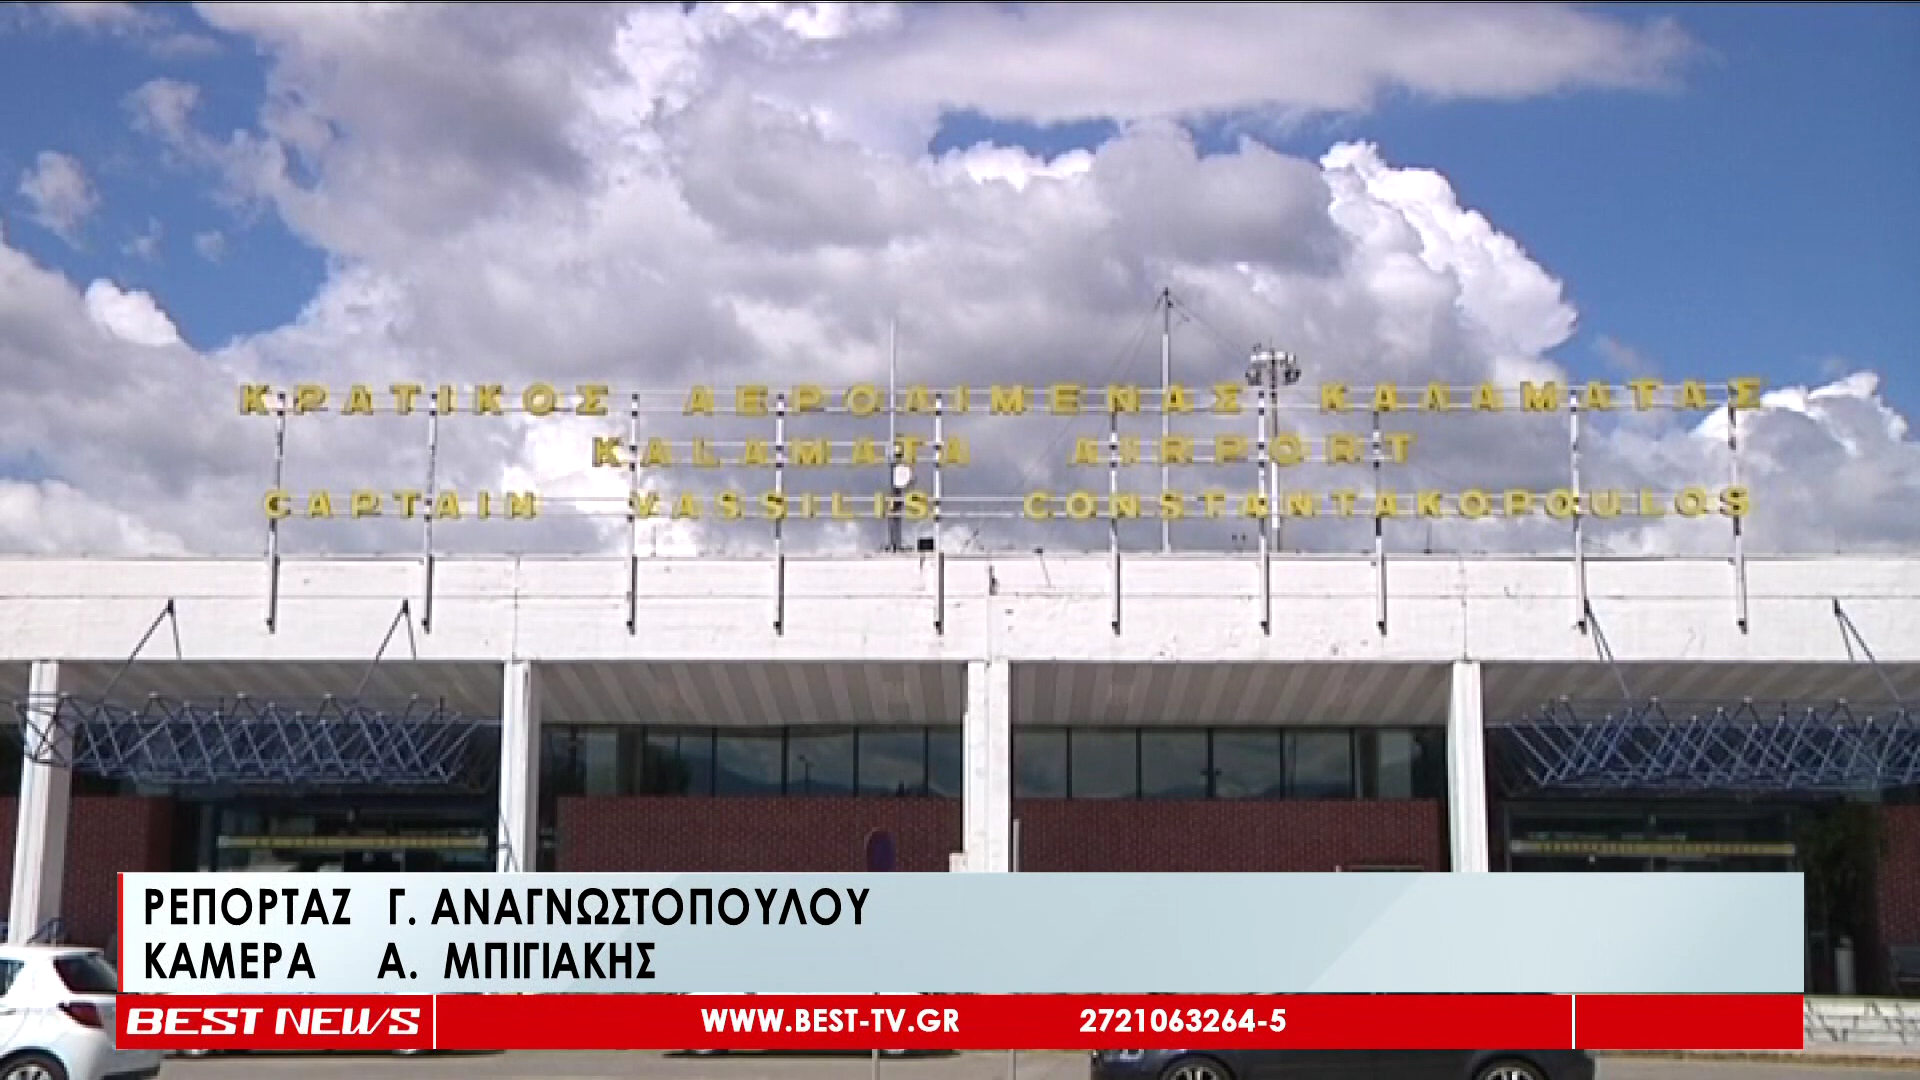 ΚΡΑΤΙΚΟΣ ΑΕΡΟΛΙΜΕΝΑΣ ΚΑΛΑΜΑΤΑΣ
KALAMATA AIRPORT
CAPTAIN VASSILIS CONSTANTAKOPOULOS
ΡΕΠΟΡΤΑΖ Γ. ΑΝΑΓΝΩΣΤΟΠΟΥΛΟΥ
ΚΑΜΕΡΑ Α. ΜΠΙΓΙΑΚΗΣ
BEST NEWS WWW.BEST-TV.GR 2721063264-5